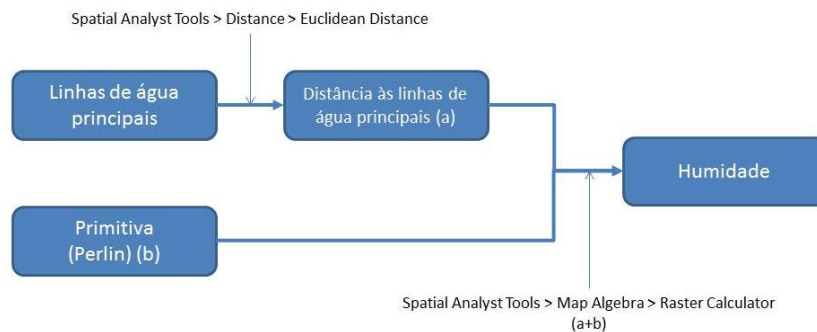 Spatial Analyst Tools > Distance > Euclidean Distance
Linhas de água
principais
Distância às linhas de
água principais (a)
Humidade
Primitiva
(Perlin) (b)
Spatial Analyst Tools > Map Algebra > Raster Calculator
(a+b)